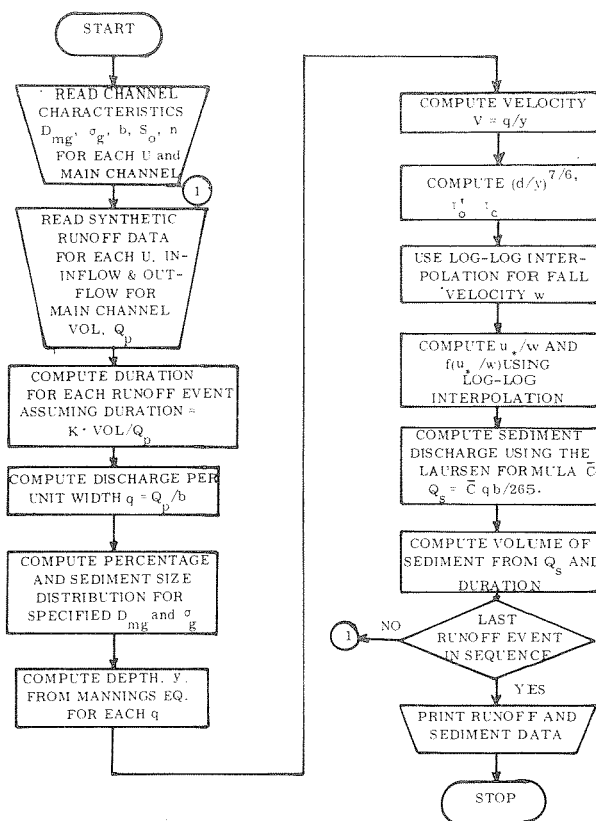 START
READ CHANNEL
CHARACTERISTICS
D_mg, σ_g, b, S_o, n
FOR EACH U and
MAIN CHANNEL
1
READ SYNTHETIC
RUNOFF DATA
FOR EACH U, IN-
INFLOW & OUT-
FLOW FOR
MAIN CHANNEL
VOL, Q_p
COMPUTE DURATION
FOR EACH RUNOFF EVENT
ASSUMING DURATION =
K · VOL/Q_p
COMPUTE DISCHARGE PER
UNIT WIDTH q = Q_p/b
COMPUTE PERCENTAGE
AND SEDIMENT SIZE
DISTRIBUTION FOR
SPECIFIED D_mg and σ_g
COMPUTE DEPTH, y,
FROM MANNINGS EQ.
FOR EACH q
COMPUTE VELOCITY
V = q/y
COMPUTE (d/y)^7/6,
τ_o' τ_c
USE LOG-LOG INTER-
POLATION FOR FALL
VELOCITY w
COMPUTE u_*/w AND
f(u_*/w) USING
LOG-LOG
INTERPOLATION
COMPUTE SEDIMENT
DISCHARGE USING THE
LAURSEN FORMULA C̅
Q_s = C̅ qb/265.
COMPUTE VOLUME OF
SEDIMENT FROM Q_s AND
DURATION
LAST
RUNOFF EVENT
IN SEQUENCE
NO
1
YES
PRINT RUNOFF AND
SEDIMENT DATA
STOP